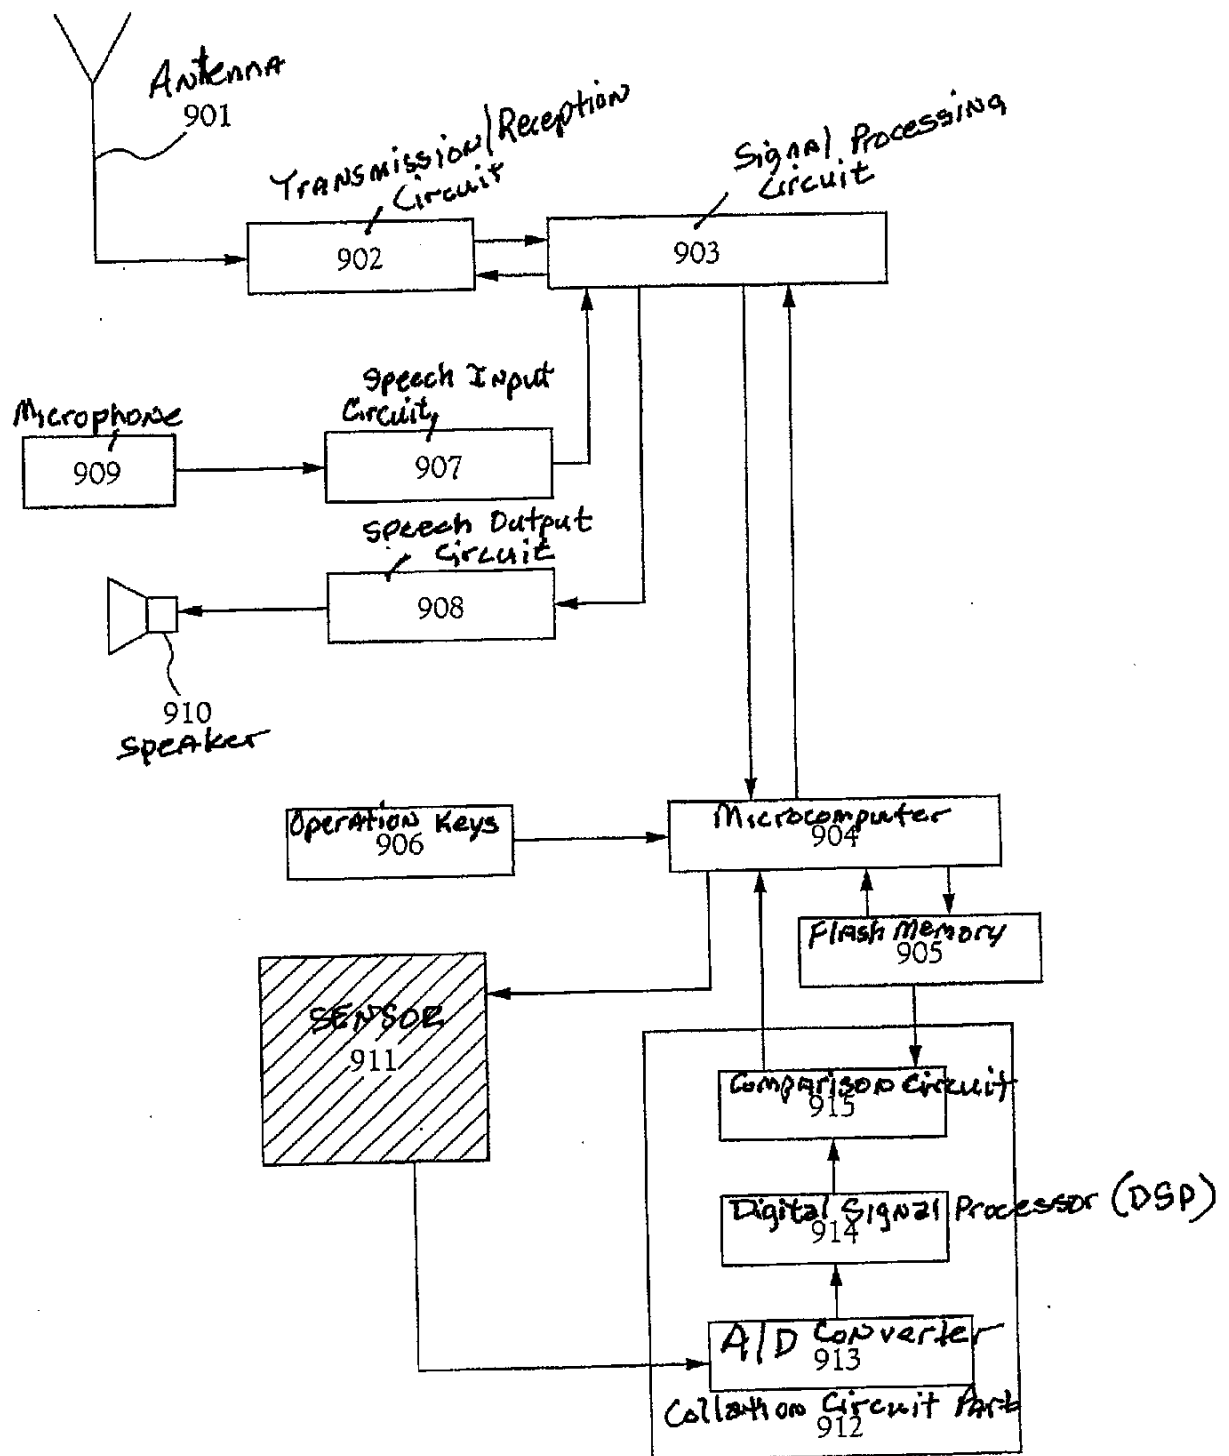 Antenna
901
Transmission/Reception
Circuit
902
Signal Processing
Circuit
903
Microphone
909
Speech Input
Circuit
907
Speech Output
Circuit
908
910
Speaker
Operation Keys
906
Microcomputer
904
Flash Memory
905
SENSOR
911
Comparison Circuit
915
Digital Signal Processor (DSP)
914
A/D Converter
913
Collation Circuit Part
912